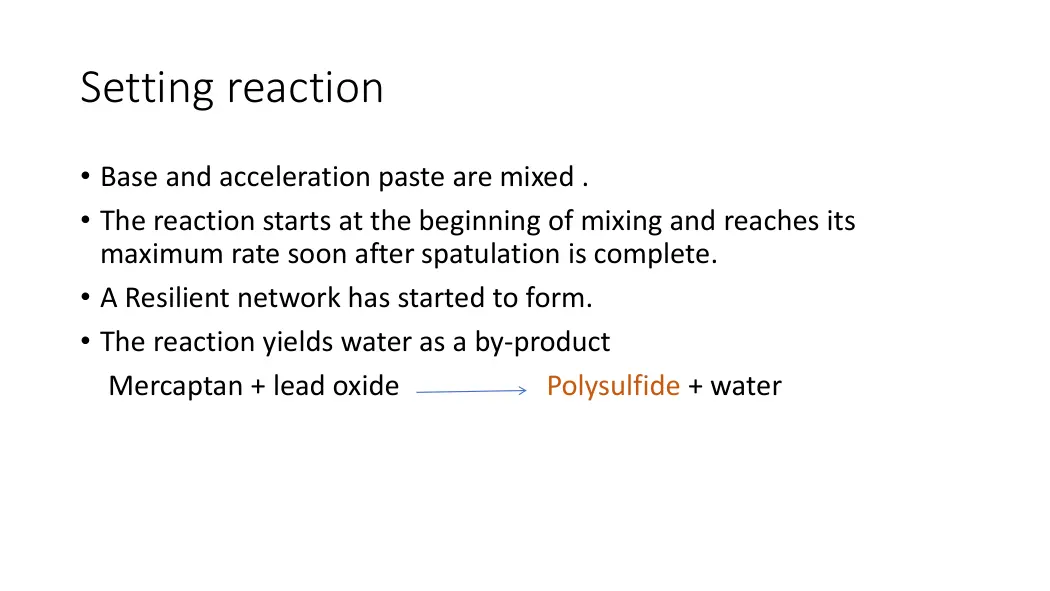 Setting reaction
• Base and acceleration paste are mixed .
• The reaction starts at the beginning of mixing and reaches its
maximum rate soon after spatulation is complete.
• A Resilient network has started to form.
• The reaction yields water as a by-product
Mercaptan + lead oxide ⟶ Polysulfide + water